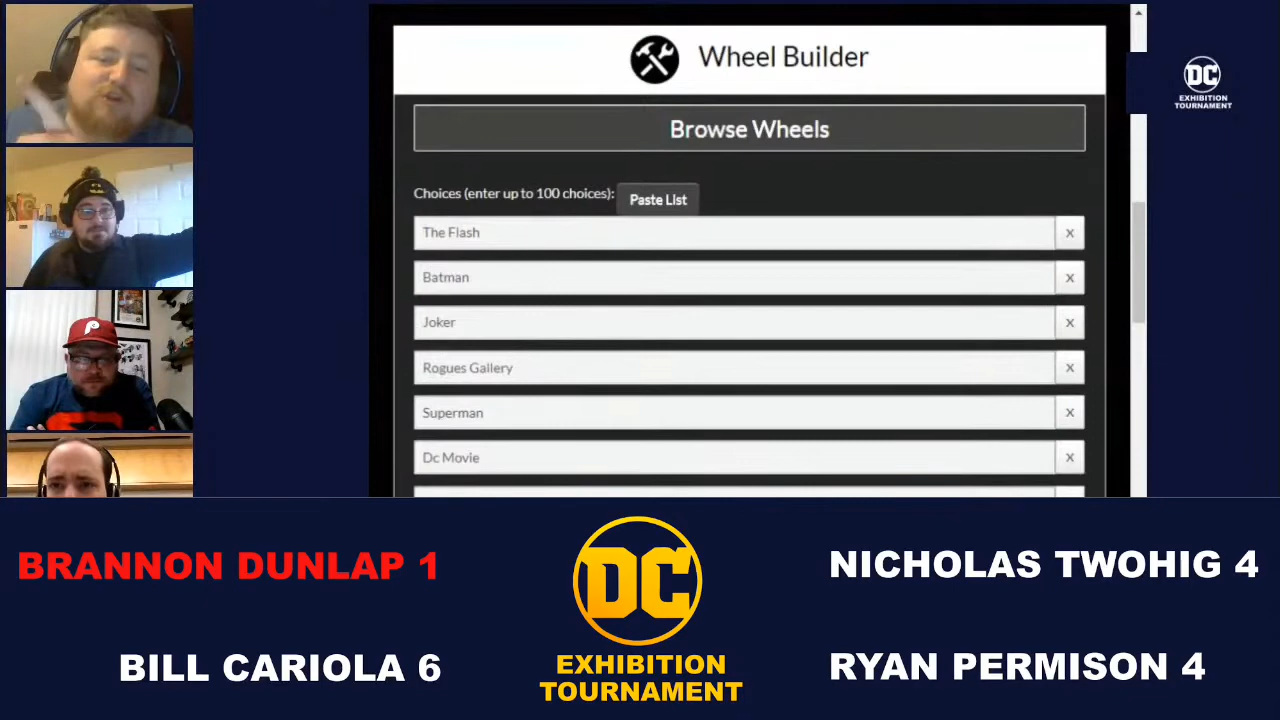 Wheel Builder
Browse Wheels
Choices (enter up to 100 choices):
Paste List
The Flash
x
Batman
x
Joker
x
Rogues Gallery
x
Superman
x
Dc Movie
x
DC
EXHIBITION
TOURNAMENT
P
BRANNON DUNLAP 1
BILL CARIOLA 6
DC
EXHIBITION
TOURNAMENT
NICHOLAS TWOHIG 4
RYAN PERMISON 4